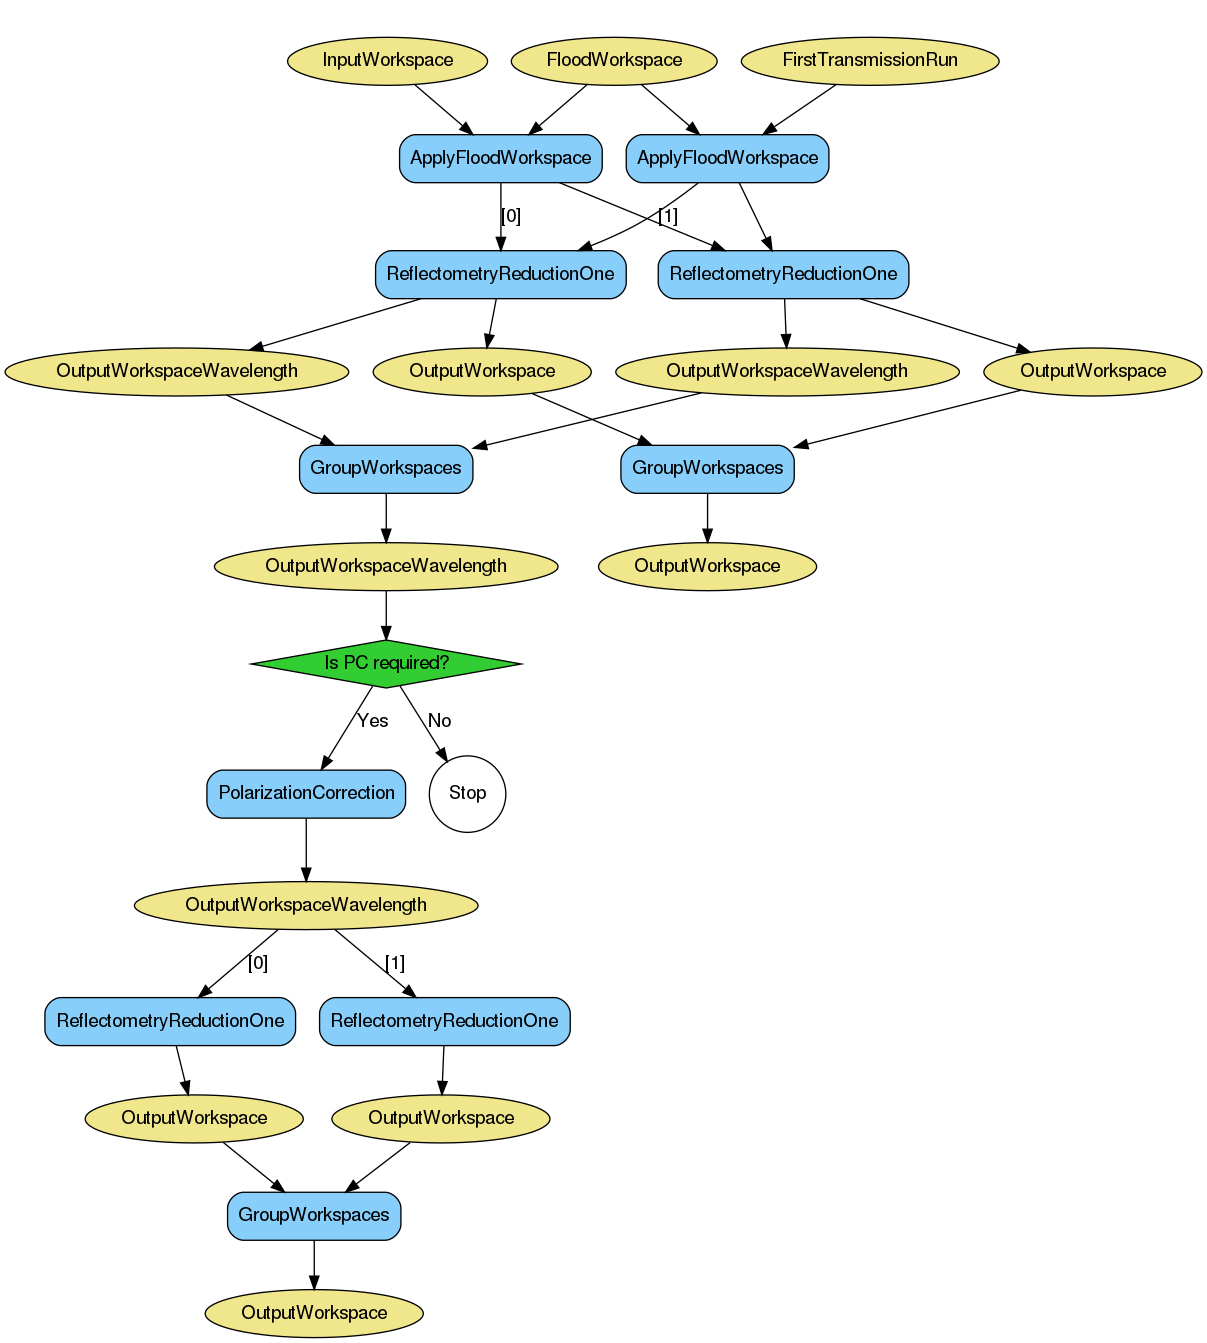 InputWorkspace
FloodWorkspace
FirstTransmissionRun
ApplyFloodWorkspace
ApplyFloodWorkspace
[0]
[1]
ReflectometryReductionOne
ReflectometryReductionOne
OutputWorkspaceWavelength
OutputWorkspace
OutputWorkspaceWavelength
OutputWorkspace
GroupWorkspaces
GroupWorkspaces
OutputWorkspaceWavelength
OutputWorkspace
Is PC required?
Yes
No
PolarizationCorrection
Stop
OutputWorkspaceWavelength
[0]
[1]
ReflectometryReductionOne
ReflectometryReductionOne
OutputWorkspace
OutputWorkspace
GroupWorkspaces
OutputWorkspace